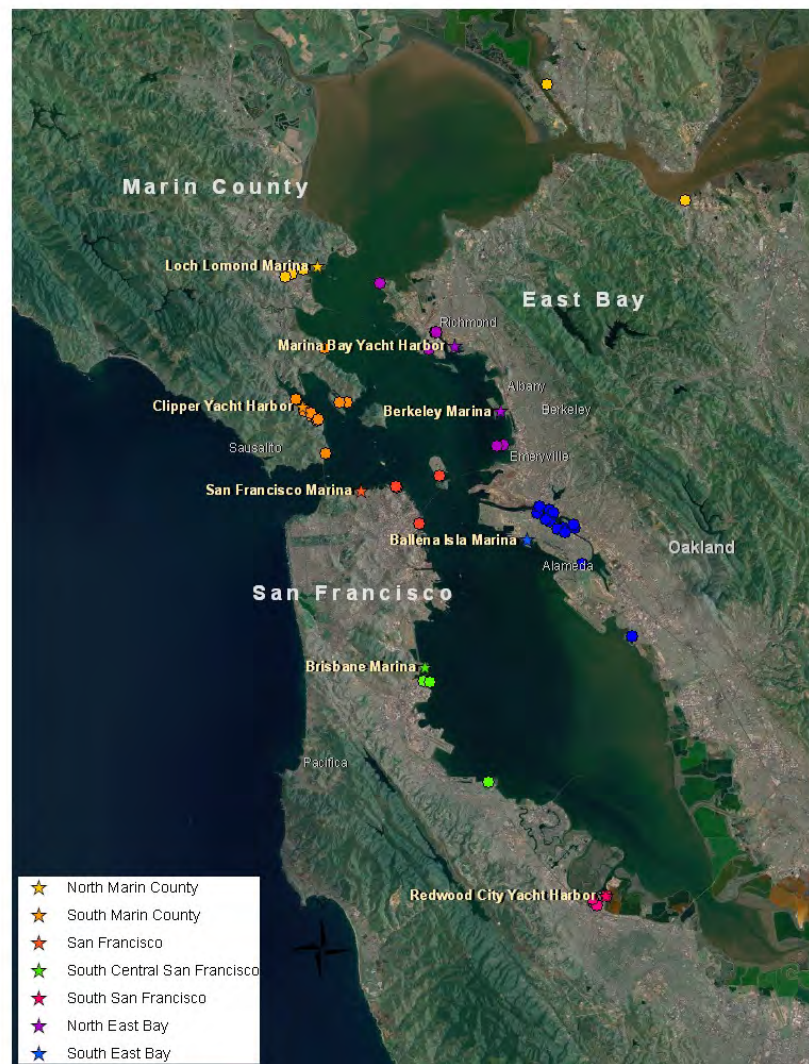 Marin County
Loch Lomond Marina
East Bay
Richmond
Marina Bay Yacht Harbor
Albany
Clipper Yacht Harbor
Berkeley Marina
Berkeley
Sausalito
Emeryville
San Francisco Marina
Ballena Isla Marina
Oakland
Alameda
San Francisco
Brisbane Marina
Pacifica
Redwood City Yacht Harbor
North Marin County
South Marin County
San Francisco
South Central San Francisco
South San Francisco
North East Bay
South East Bay